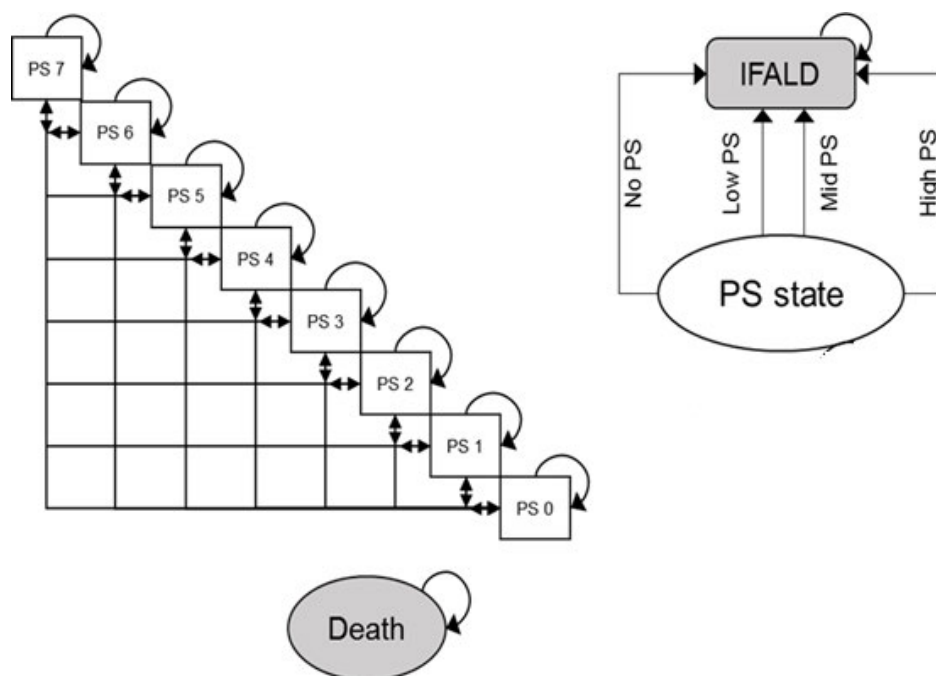 PS 7
PS 6
PS 5
PS 4
PS 3
PS 2
PS 1
PS 0
Death
IFALD
No PS
Low PS
Mid PS
High PS
PS state